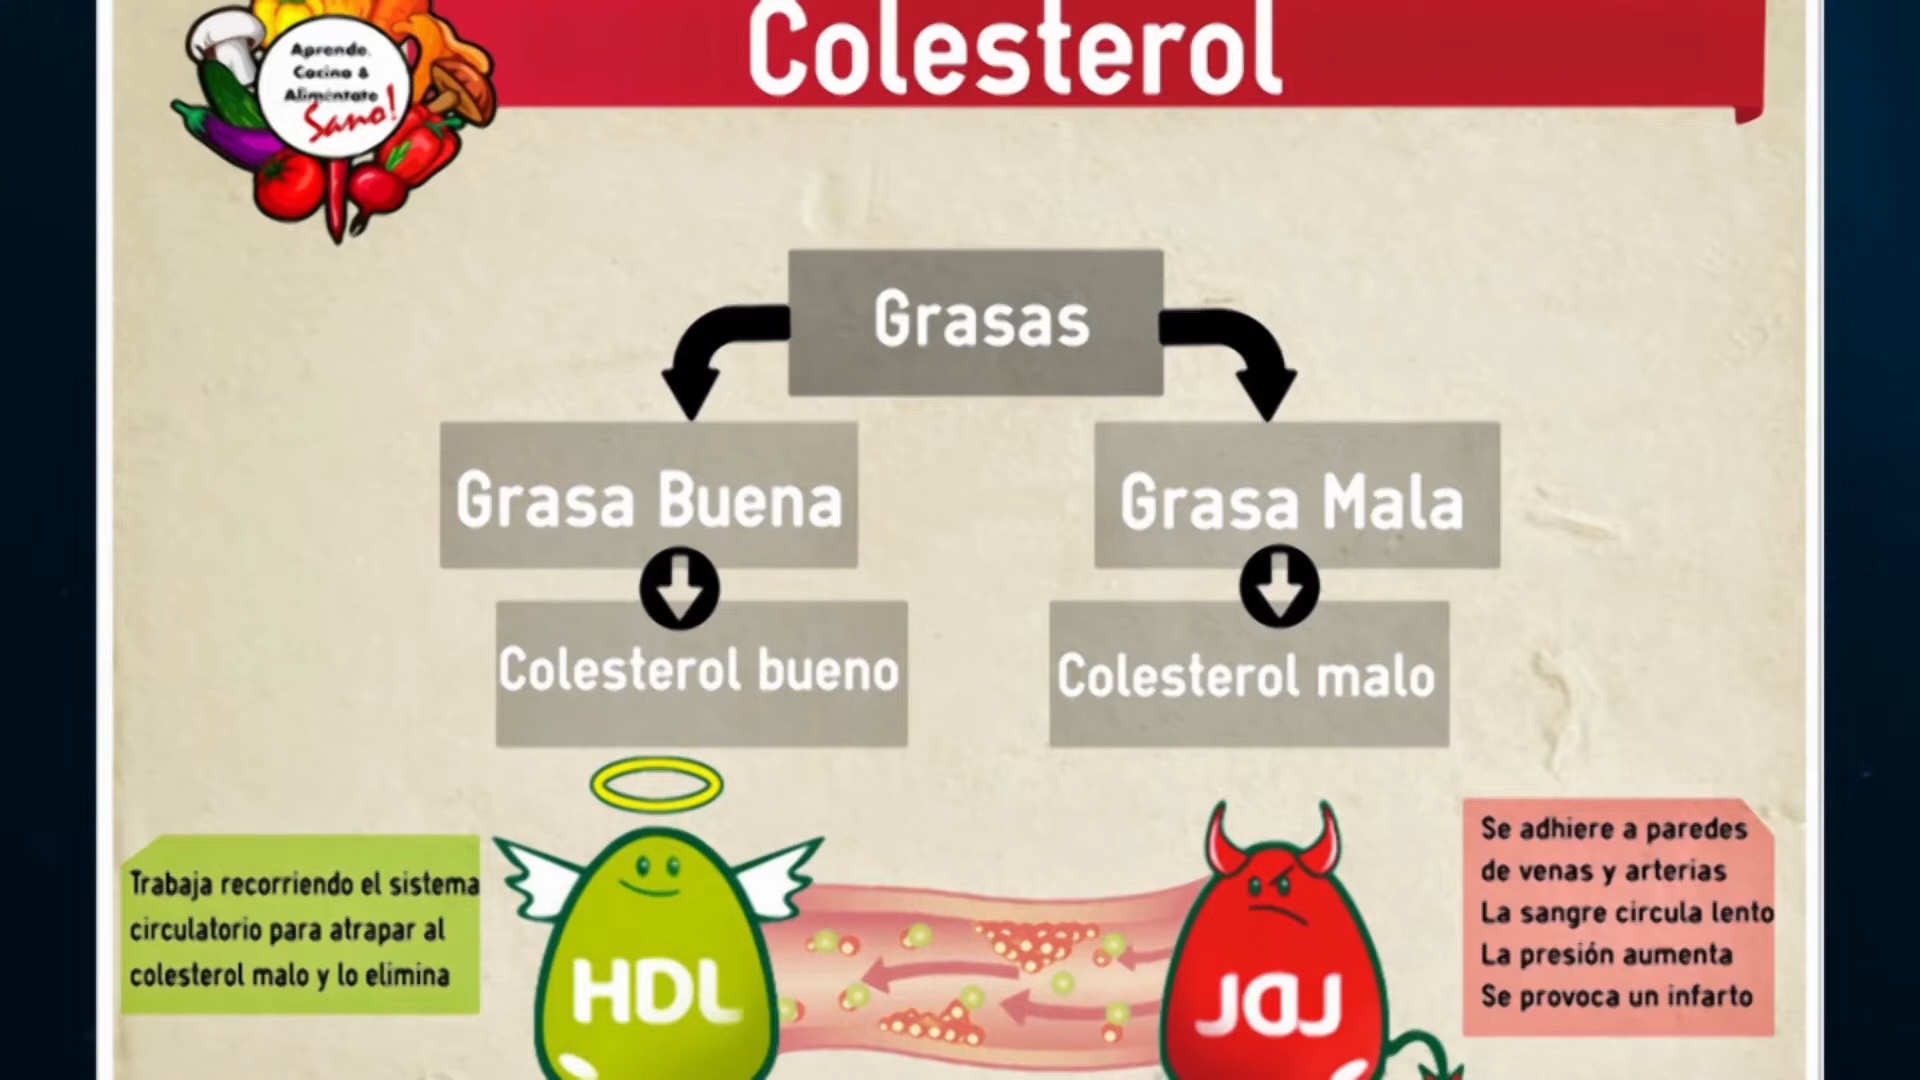 Colesterol
Aprende,
Cocina &
Aliméntate
Sano!
Grasas
Grasa Buena
Grasa Mala
Colesterol bueno
Colesterol malo
Trabaja recorriendo el sistema
circulatorio para atrapar al
colesterol malo y lo elimina
HDL
Se adhiere a paredes
de venas y arterias
La sangre circula lento
La presión aumenta
Se provoca un infarto